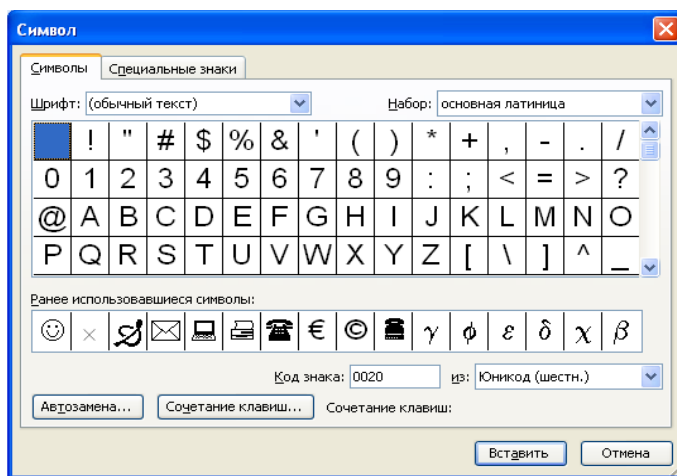 Символ
Символы Специальные знаки
Шрифт: (обычный текст) Набор: основная латиница
! " # $ % & ' ( ) * + , - . /
0 1 2 3 4 5 6 7 8 9 : ; < = > ?
@ A B C D E F G H I J K L M N O
P Q R S T U V W X Y Z [ \ ] ^ _
Ранее использовавшиеся символы:
☺ × ✉ 💻 ☎ € © γ ϕ ε δ χ β
Код знака: 0020 из: Юникод (шестн.)
Автозамена... Сочетание клавиш... Сочетание клавиш:
Вставить Отмена